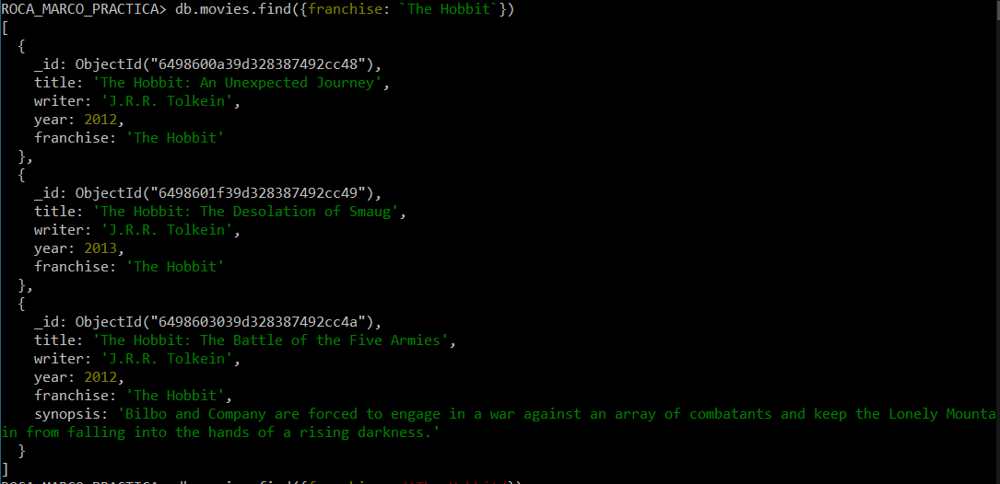 ROCA_MARCO_PRACTICA> db.movies.find({franchise: `The Hobbit`})
[
  {
    _id: ObjectId("6498600a39d328387492cc48"),
    title: 'The Hobbit: An Unexpected Journey',
    writer: 'J.R.R. Tolkein',
    year: 2012,
    franchise: 'The Hobbit'
  },
  {
    _id: ObjectId("6498601f39d328387492cc49"),
    title: 'The Hobbit: The Desolation of Smaug',
    writer: 'J.R.R. Tolkein',
    year: 2013,
    franchise: 'The Hobbit'
  },
  {
    _id: ObjectId("6498603039d328387492cc4a"),
    title: 'The Hobbit: The Battle of the Five Armies',
    writer: 'J.R.R. Tolkein',
    year: 2012,
    franchise: 'The Hobbit',
    synopsis: 'Bilbo and Company are forced to engage in a war against an array of combatants and keep the Lonely Mounta
in from falling into the hands of a rising darkness.'
  }
]